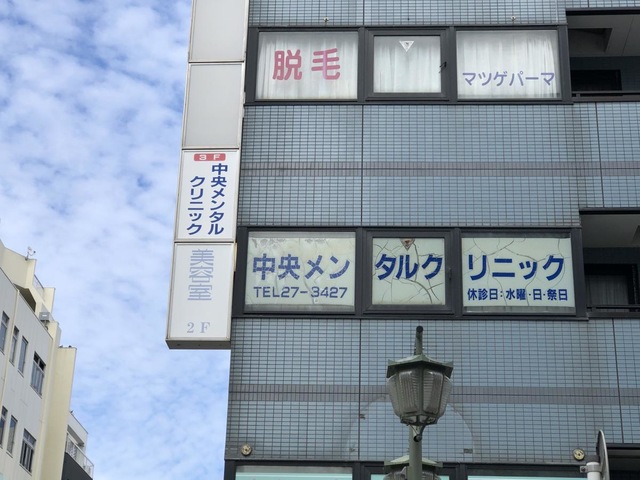 脱毛
マツゲパーマ
3F
中央メンタル
クリニック
美容室
2F
中央メンタルクリニック
TEL27-3427
休診日:水曜・日・祭日